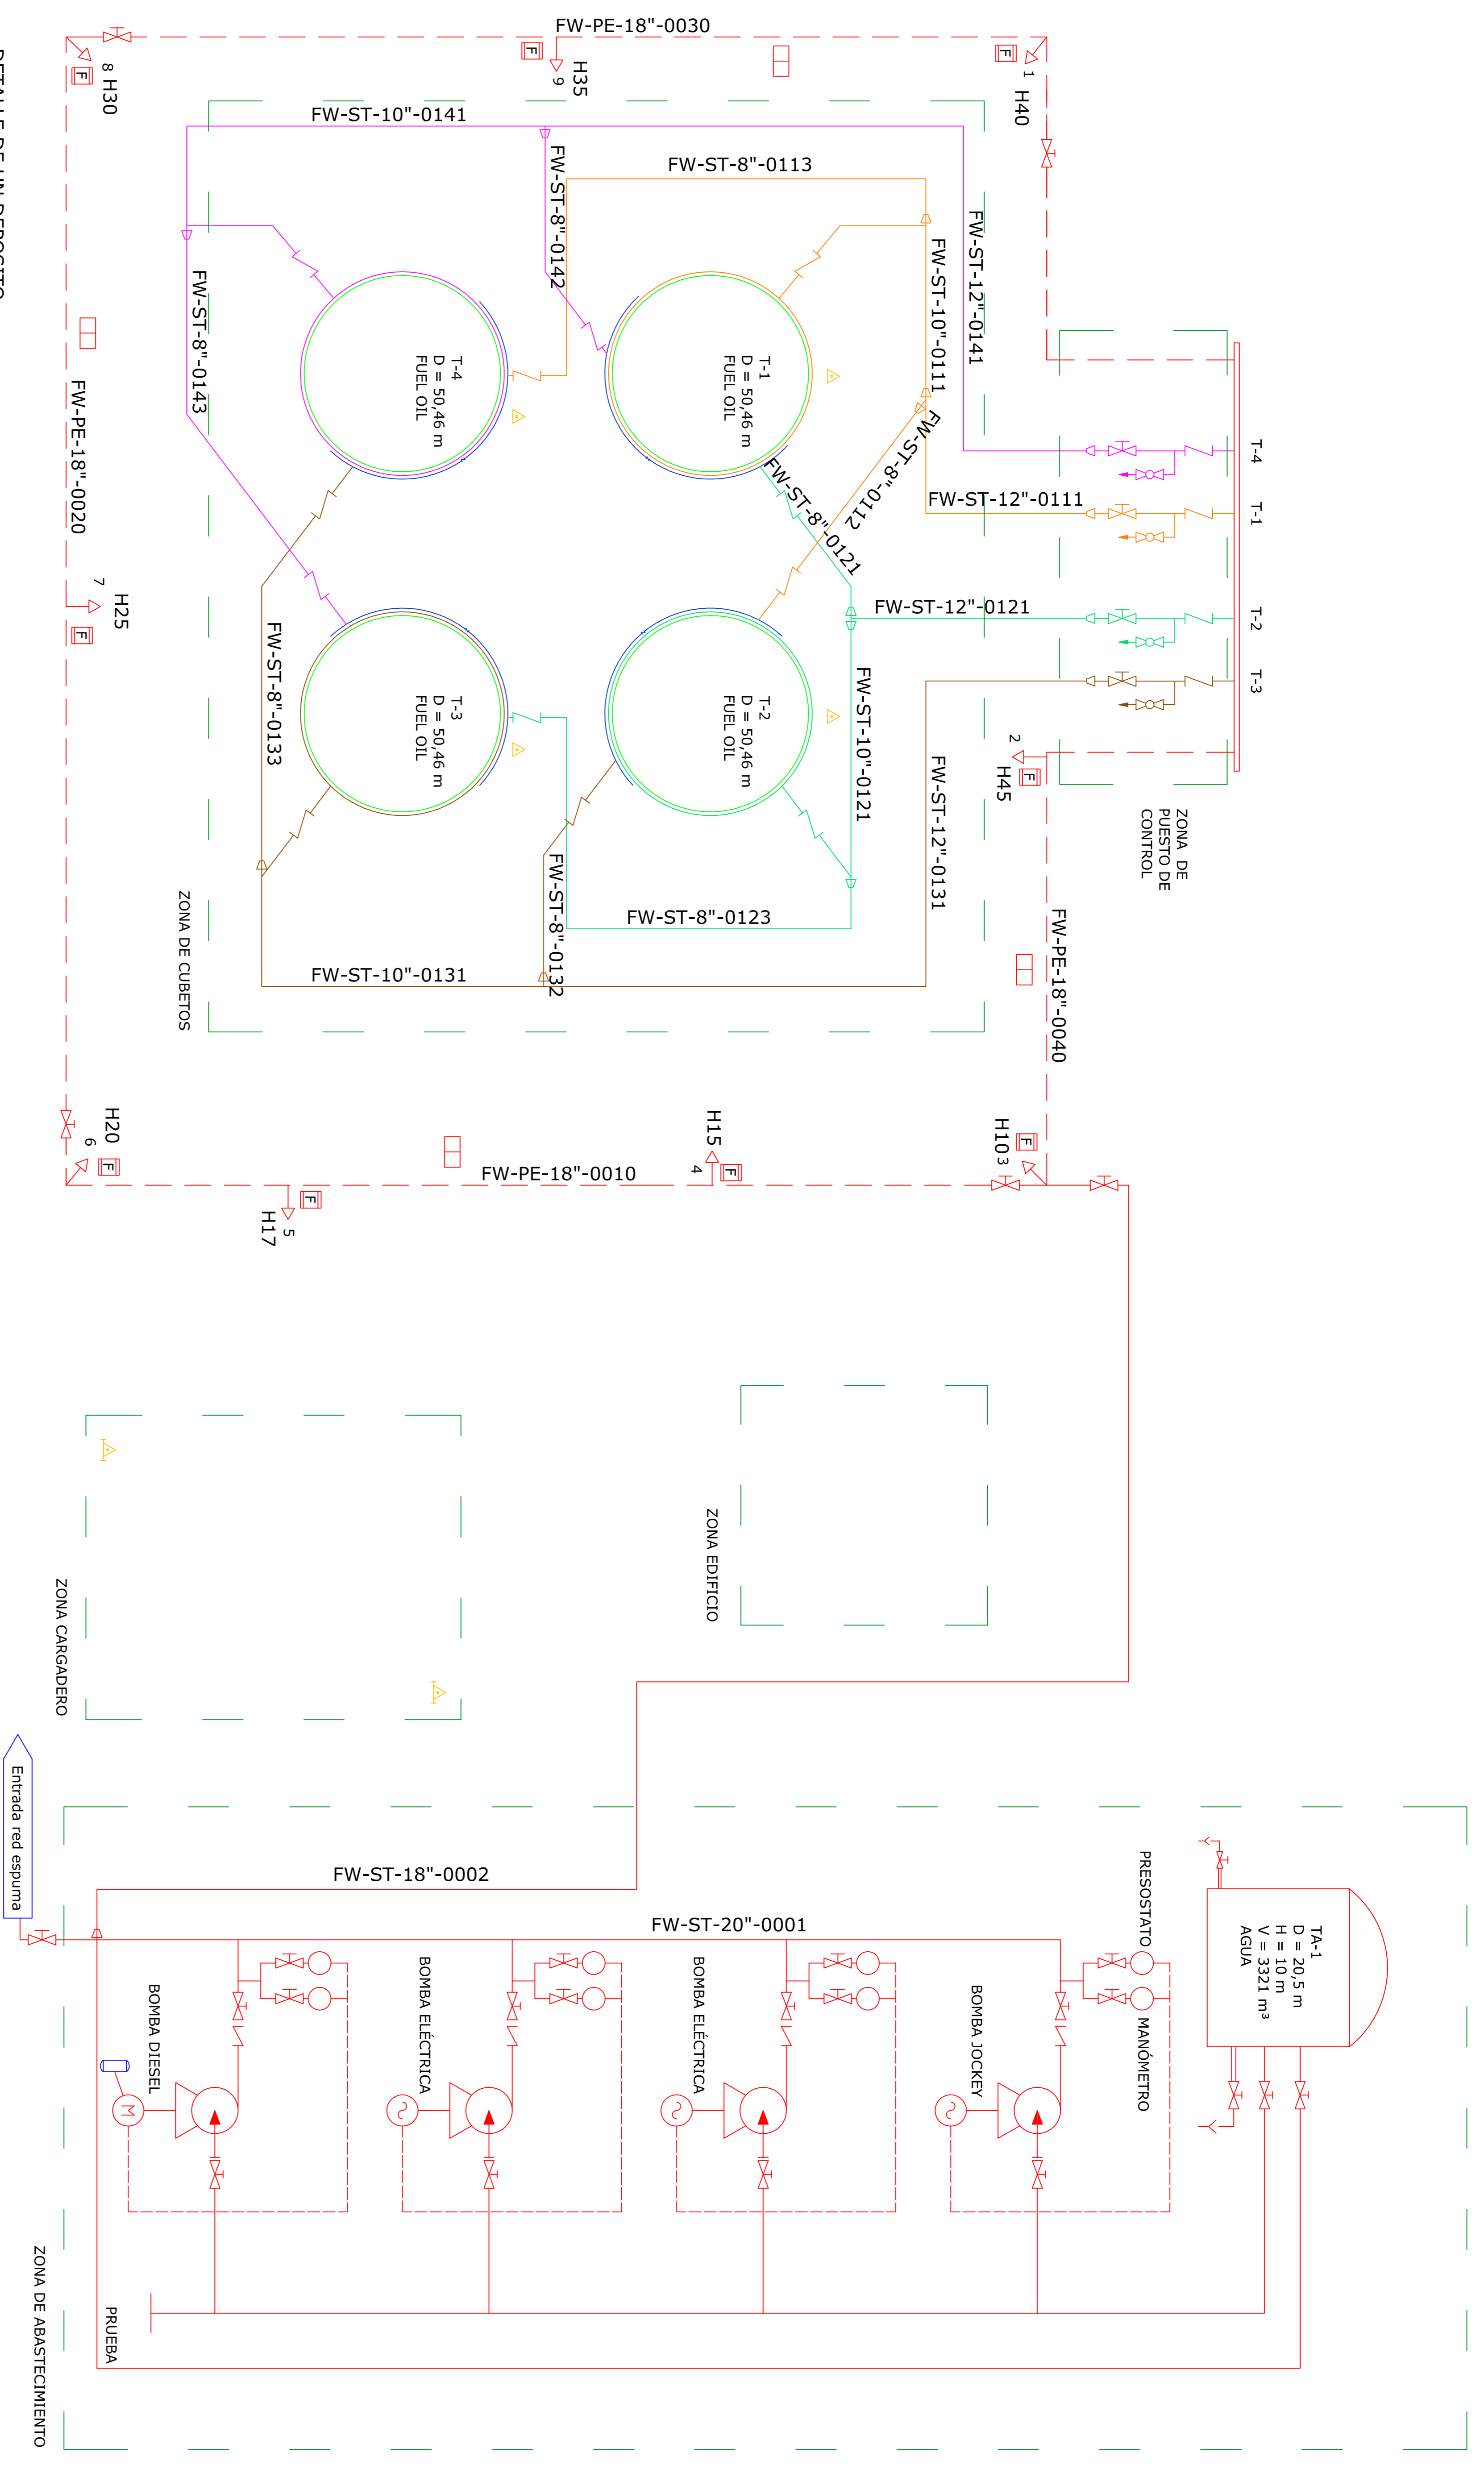 FW-PE-18"-0030
F
F
1
H40
H35
9
8
H30
F
DETALLE DE UN DEPOSITO
FW-ST-10"-0141
FW-ST-8"-0142
FW-ST-8"-0113
FW-ST-10"-0111
FW-ST-12"-0141
FW-ST-8"-0143
FW-PE-18"-0020
T-4
D = 50,46 m
FUEL OIL
T-1
D = 50,46 m
FUEL OIL
FW-ST-8"-0112
FW-ST-8"-0121
FW-ST-12"-0111
FW-ST-12"-0121
T-4
T-1
T-2
T-3
7
H25
F
FW-ST-8"-0133
T-3
D = 50,46 m
FUEL OIL
T-2
D = 50,46 m
FUEL OIL
FW-ST-10"-0121
FW-ST-12"-0131
2
H45
F
ZONA DE
PUESTO DE
CONTROL
FW-ST-8"-0132
FW-ST-8"-0123
FW-ST-10"-0131
ZONA DE CUBETOS
FW-PE-18"-0040
H20
6
F
H15
4
F
H10
3
F
FW-PE-18"-0010
F
5
H17
ZONA EDIFICIO
ZONA CARGADERO
Entrada red espuma
FW-ST-18"-0002
FW-ST-20"-0001
PRESOSTATO
MANÓMETRO
TA-1
D = 20,5 m
H = 10 m
V = 3321 m³
AGUA
BOMBA DIESEL
BOMBA ELÉCTRICA
BOMBA ELÉCTRICA
BOMBA JOCKEY
M
PRUEBA
ZONA DE ABASTECIMIENTO